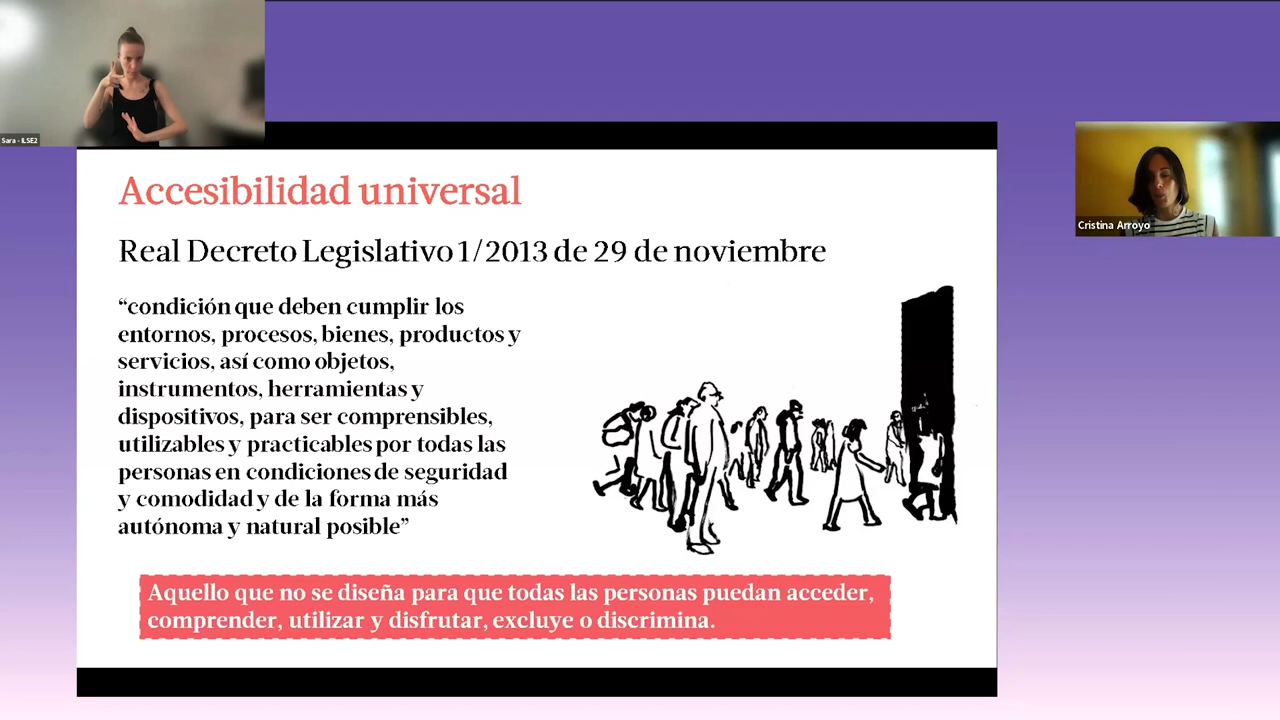 Sara - ILSE2
Accesibilidad universal
Real Decreto Legislativo 1/2013 de 29 de noviembre
“condición que deben cumplir los
entornos, procesos, bienes, productos y
servicios, así como objetos,
instrumentos, herramientas y
dispositivos, para ser comprensibles,
utilizables y practicables por todas las
personas en condiciones de seguridad
y comodidad y de la forma más
autónoma y natural posible”
Aquello que no se diseña para que todas las personas puedan acceder,
comprender, utilizar y disfrutar, excluye o discrimina.
Cristina Arroyo